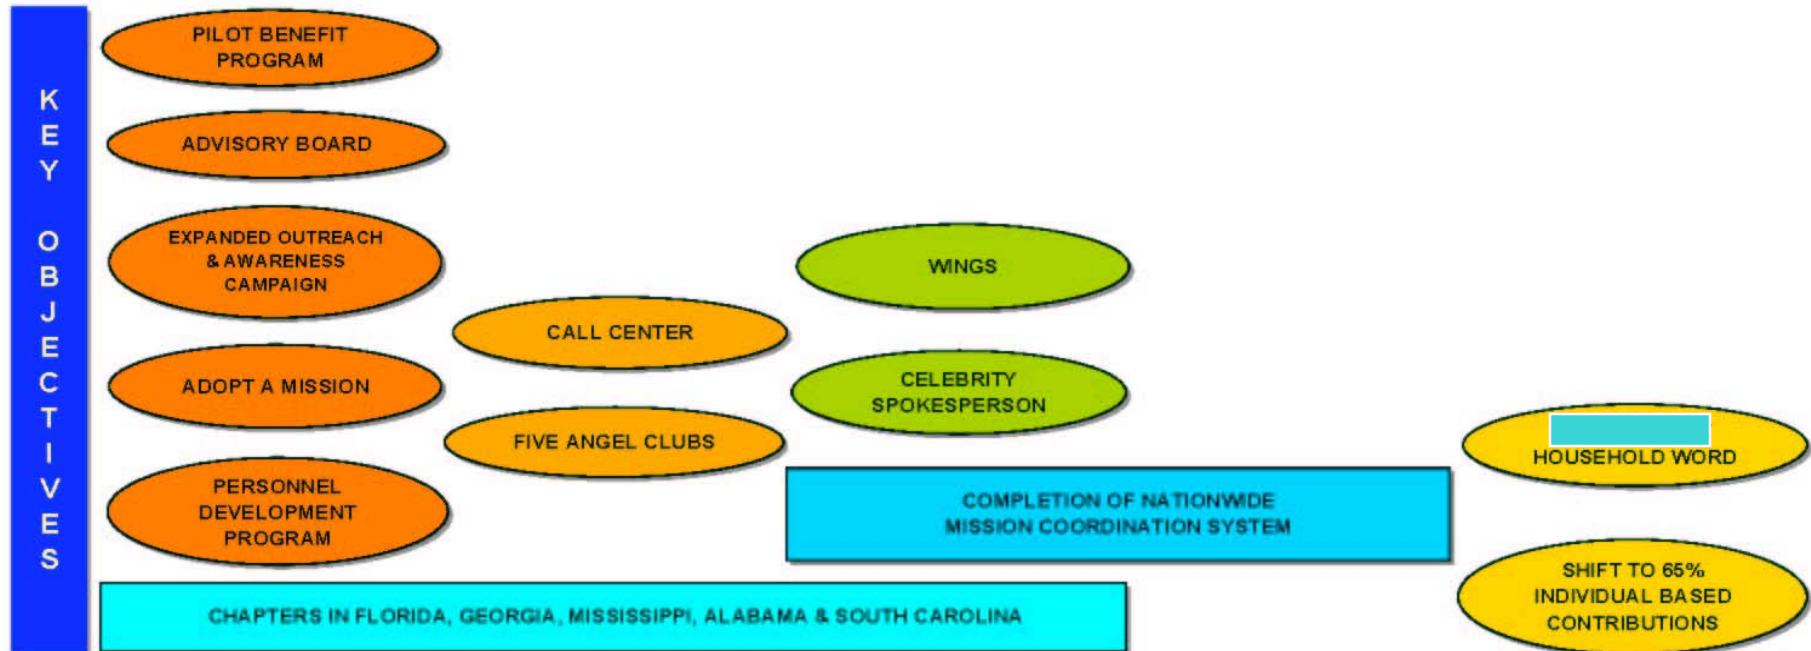 KEY OBJECTIVES
PILOT BENEFIT
PROGRAM
ADVISORY BOARD
EXPANDED OUTREACH
& AWARENESS
CAMPAIGN
ADOPT A MISSION
PERSONNEL
DEVELOPMENT
PROGRAM
CALL CENTER
FIVE ANGEL CLUBS
WINGS
CELEBRITY
SPOKESPERSON
COMPLETION OF NATIONWIDE
MISSION COORDINATION SYSTEM
CHAPTERS IN FLORIDA, GEORGIA, MISSISSIPPI, ALABAMA & SOUTH CAROLINA
HOUSEHOLD WORD
SHIFT TO 65%
INDIVIDUAL BASED
CONTRIBUTIONS